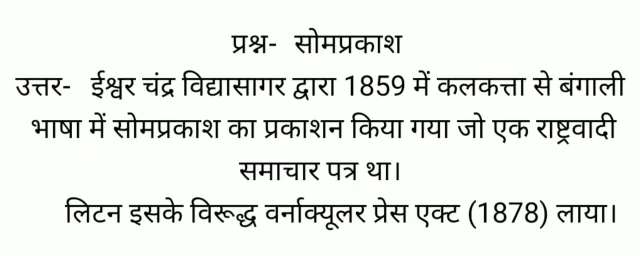 प्रश्न- सोमप्रकाश
उत्तर- ईश्वर चंद्र विद्यासागर द्वारा 1859 में कलकत्ता से बंगाली
भाषा में सोमप्रकाश का प्रकाशन किया गया जो एक राष्ट्रवादी
समाचार पत्र था।
लिटन इसके विरूद्ध वर्नाक्यूलर प्रेस एक्ट (1878) लाया।